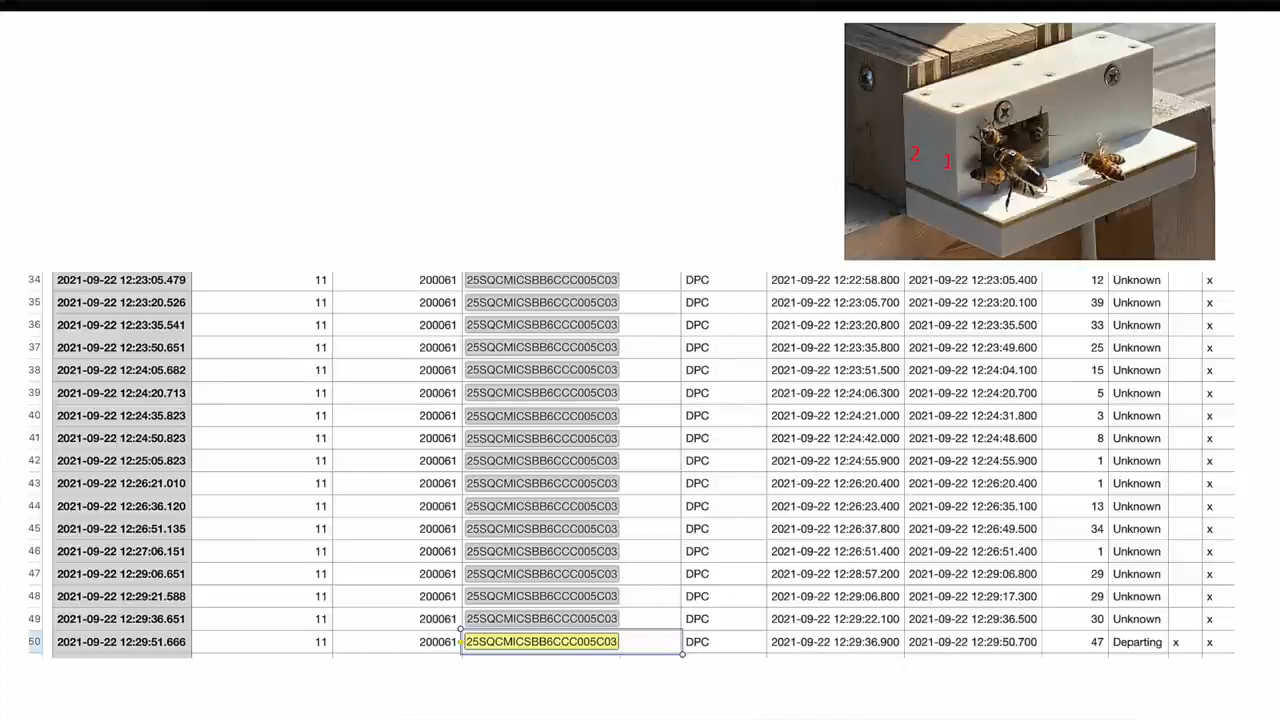 2 1
34 2021-09-22 12:23:05.479 11 200061 25SQCMICSBB6CCC005C03 DPC 2021-09-22 12:22:58.800 2021-09-22 12:23:05.400 12 Unknown x
35 2021-09-22 12:23:20.526 11 200061 25SQCMICSBB6CCC005C03 DPC 2021-09-22 12:23:05.700 2021-09-22 12:23:20.100 39 Unknown x
36 2021-09-22 12:23:35.541 11 200061 25SQCMICSBB6CCC005C03 DPC 2021-09-22 12:23:20.800 2021-09-22 12:23:35.500 33 Unknown x
37 2021-09-22 12:23:50.651 11 200061 25SQCMICSBB6CCC005C03 DPC 2021-09-22 12:23:35.800 2021-09-22 12:23:49.600 25 Unknown x
38 2021-09-22 12:24:05.682 11 200061 25SQCMICSBB6CCC005C03 DPC 2021-09-22 12:23:51.500 2021-09-22 12:24:04.100 15 Unknown x
39 2021-09-22 12:24:20.713 11 200061 25SQCMICSBB6CCC005C03 DPC 2021-09-22 12:24:06.300 2021-09-22 12:24:20.700 5 Unknown x
40 2021-09-22 12:24:35.823 11 200061 25SQCMICSBB6CCC005C03 DPC 2021-09-22 12:24:21.000 2021-09-22 12:24:31.800 3 Unknown x
41 2021-09-22 12:24:50.823 11 200061 25SQCMICSBB6CCC005C03 DPC 2021-09-22 12:24:42.000 2021-09-22 12:24:48.600 8 Unknown x
42 2021-09-22 12:25:05.823 11 200061 25SQCMICSBB6CCC005C03 DPC 2021-09-22 12:24:55.900 2021-09-22 12:24:55.900 1 Unknown x
43 2021-09-22 12:26:21.010 11 200061 25SQCMICSBB6CCC005C03 DPC 2021-09-22 12:26:20.400 2021-09-22 12:26:20.400 1 Unknown x
44 2021-09-22 12:26:36.120 11 200061 25SQCMICSBB6CCC005C03 DPC 2021-09-22 12:26:23.400 2021-09-22 12:26:35.100 13 Unknown x
45 2021-09-22 12:26:51.135 11 200061 25SQCMICSBB6CCC005C03 DPC 2021-09-22 12:26:37.800 2021-09-22 12:26:49.500 34 Unknown x
46 2021-09-22 12:27:06.151 11 200061 25SQCMICSBB6CCC005C03 DPC 2021-09-22 12:26:51.400 2021-09-22 12:26:51.400 1 Unknown x
47 2021-09-22 12:29:06.651 11 200061 25SQCMICSBB6CCC005C03 DPC 2021-09-22 12:28:57.200 2021-09-22 12:29:06.800 29 Unknown x
48 2021-09-22 12:29:21.588 11 200061 25SQCMICSBB6CCC005C03 DPC 2021-09-22 12:29:06.800 2021-09-22 12:29:17.300 29 Unknown x
49 2021-09-22 12:29:36.651 11 200061 25SQCMICSBB6CCC005C03 DPC 2021-09-22 12:29:22.100 2021-09-22 12:29:36.500 30 Unknown x
50 2021-09-22 12:29:51.666 11 200061 25SQCMICSBB6CCC005C03 DPC 2021-09-22 12:29:36.900 2021-09-22 12:29:50.700 47 Departing x x